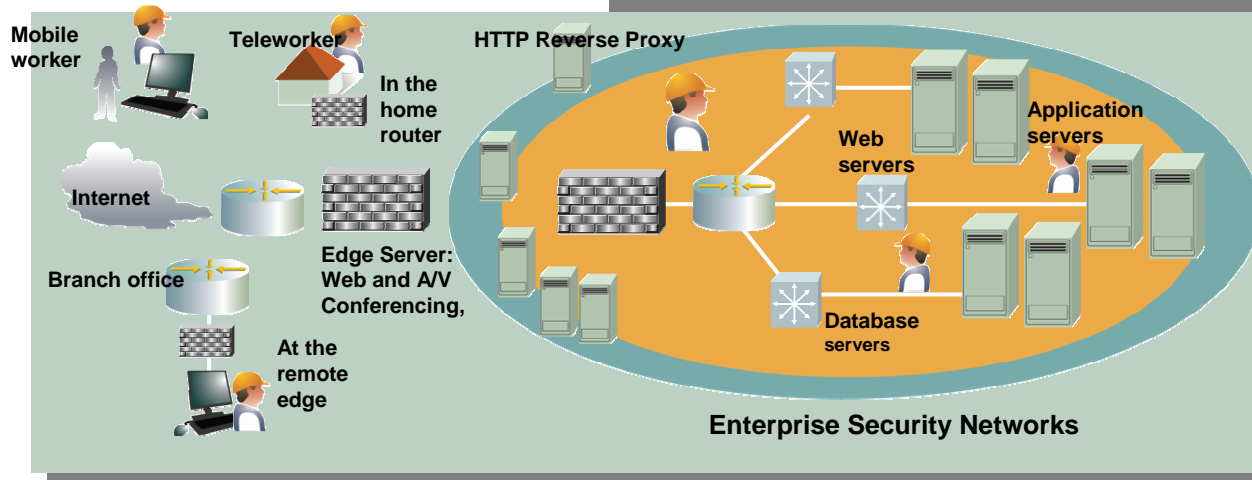 Mobile
worker
Teleworker
HTTP Reverse Proxy
In the
home
router
Application
servers
Web
servers
Internet
Edge Server:
Web and A/V
Conferencing,
Branch office
Database
servers
At the
remote
edge
Enterprise Security Networks